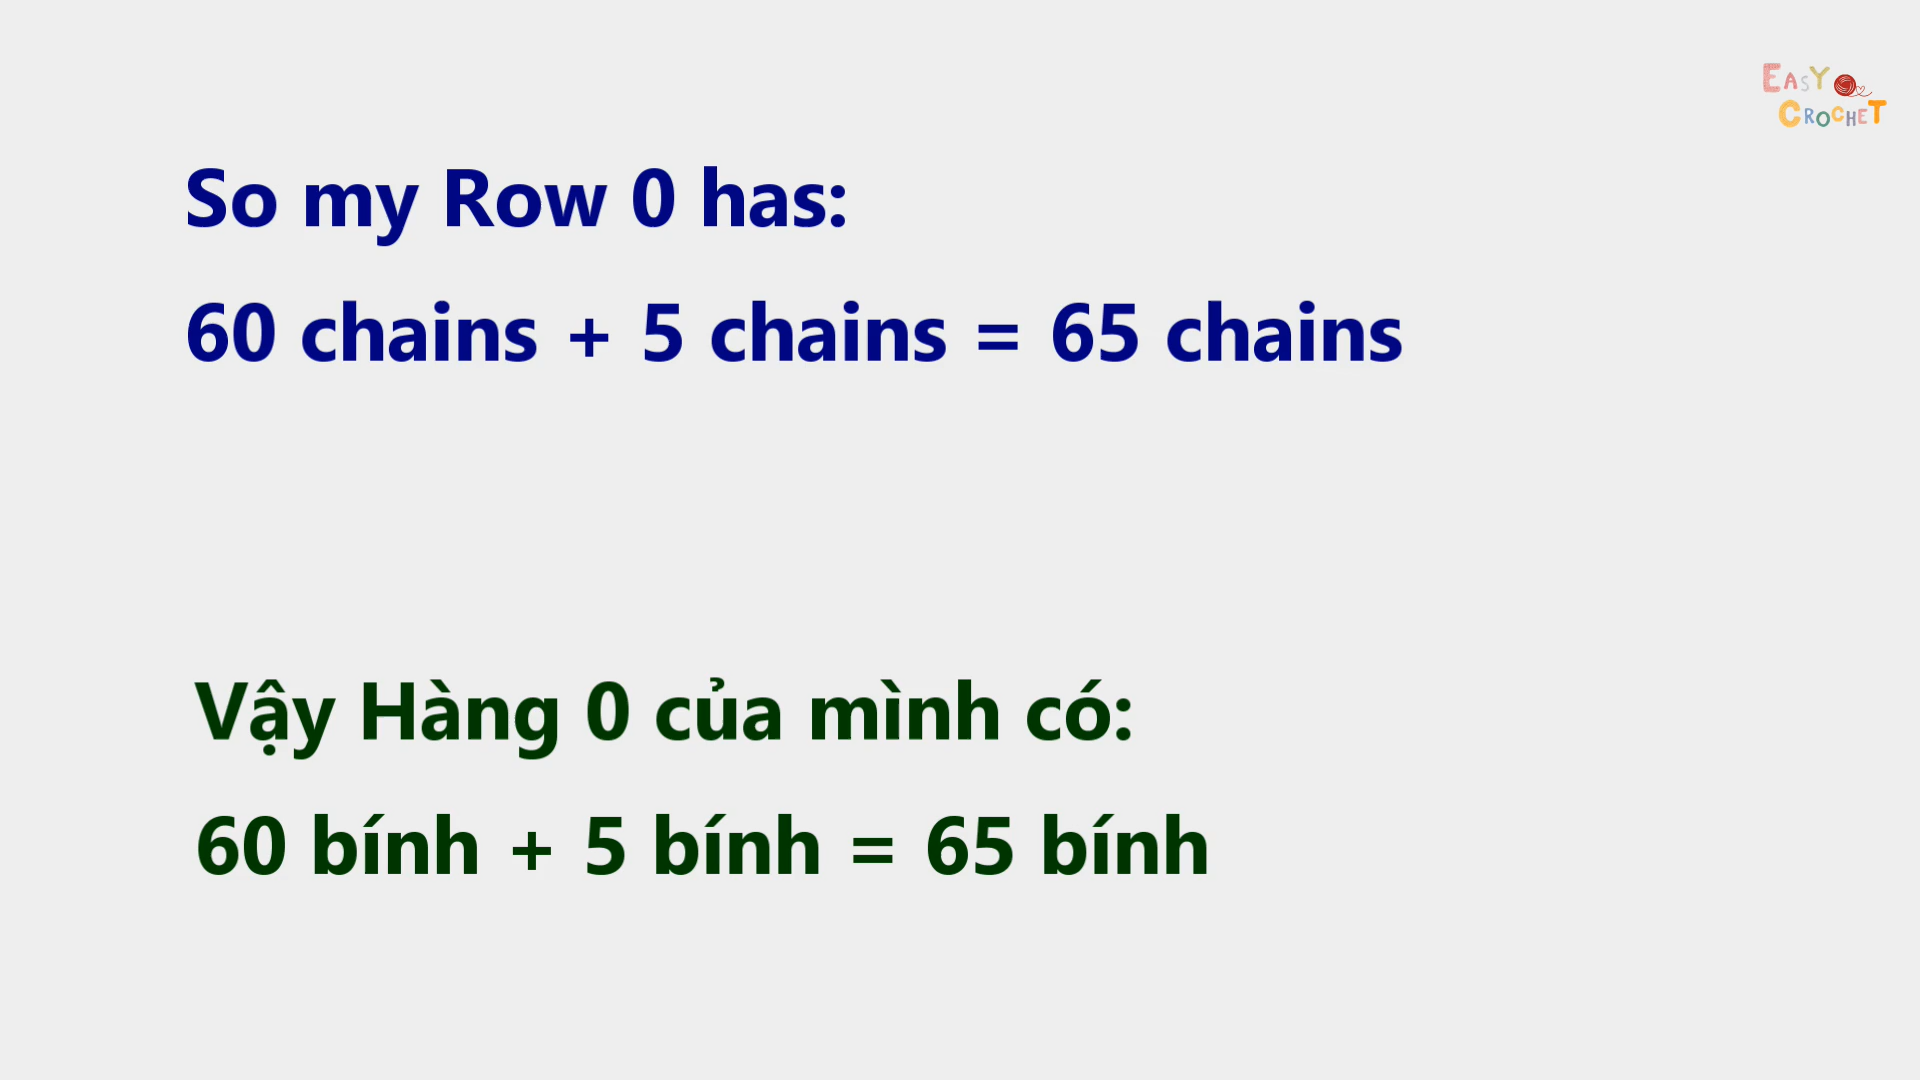 EASY
CROCHET
So my Row 0 has:
60 chains + 5 chains = 65 chains
Vậy Hàng 0 của mình có:
60 bính + 5 bính = 65 bính